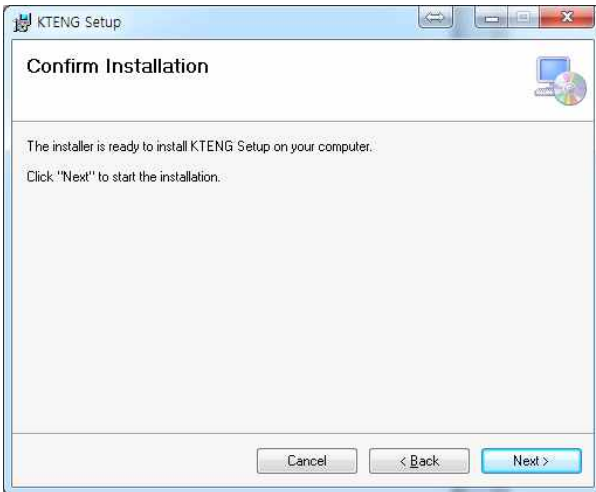 KTENG Setup
Confirm Installation
The installer is ready to install KTENG Setup on your computer.
Click "Next" to start the installation.
Cancel
< Back
Next >